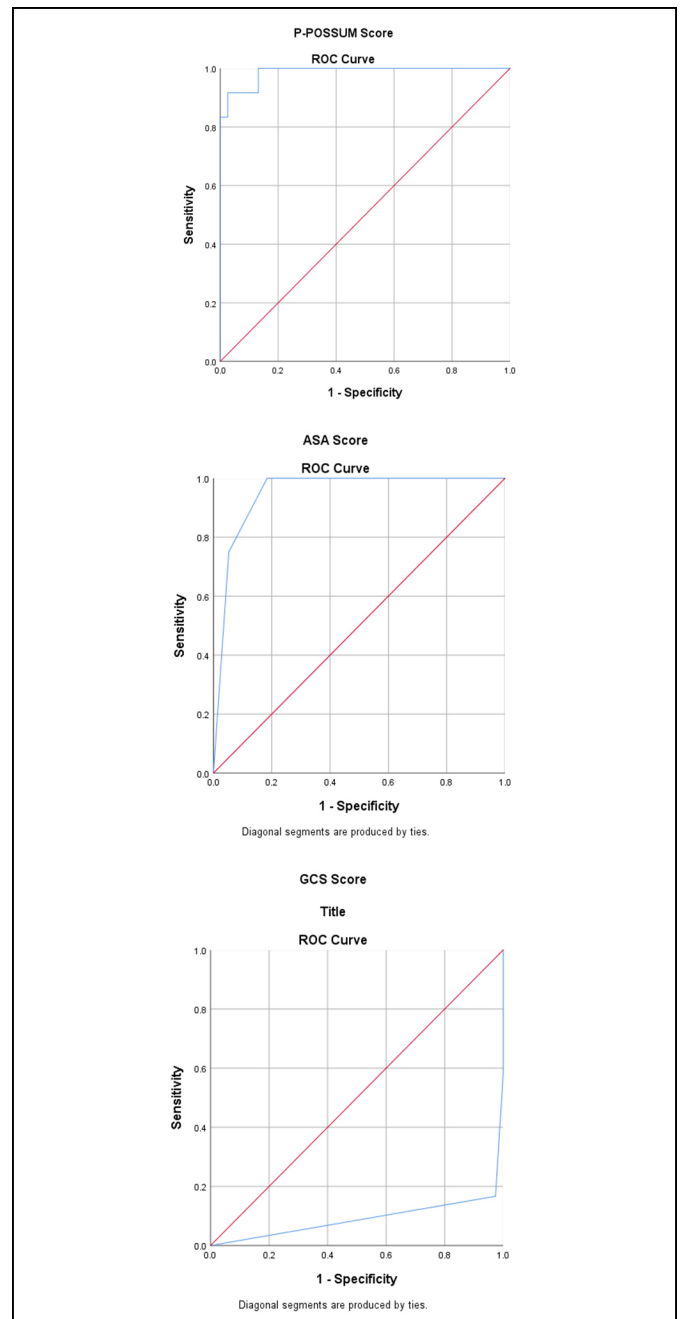 P-POSSUM Score
ROC Curve
1.0
0.8
0.6
0.4
0.2
0.0
Sensitivity
0.0 0.2 0.4 0.6 0.8 1.0
1 - Specificity
ASA Score
ROC Curve
1.0
0.8
0.6
0.4
0.2
0.0
Sensitivity
0.0 0.2 0.4 0.6 0.8 1.0
1 - Specificity
Diagonal segments are produced by ties.
GCS Score
Title
ROC Curve
1.0
0.8
0.6
0.4
0.2
0.0
Sensitivity
0.0 0.2 0.4 0.6 0.8 1.0
1 - Specificity
Diagonal segments are produced by ties.